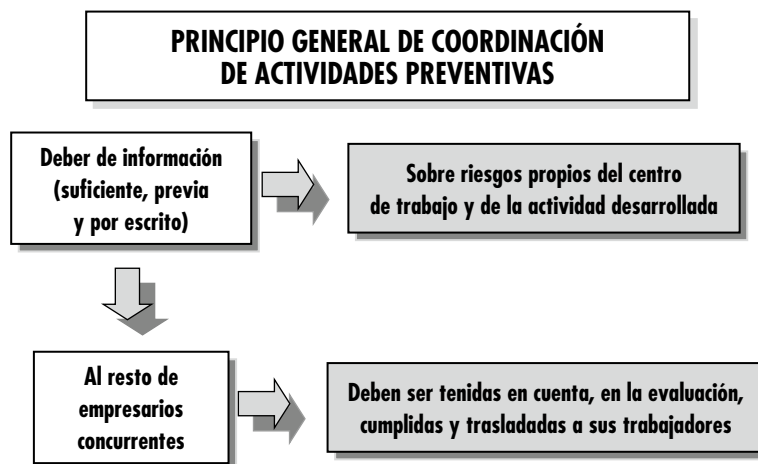 PRINCIPIO GENERAL DE COORDINACIÓN
DE ACTIVIDADES PREVENTIVAS
Deber de información
(suficiente, previa
y por escrito)
Sobre riesgos propios del centro
de trabajo y de la actividad desarrollada
Al resto de
empresarios
concurrentes
Deben ser tenidas en cuenta, en la evaluación,
cumplidas y trasladadas a sus trabajadores